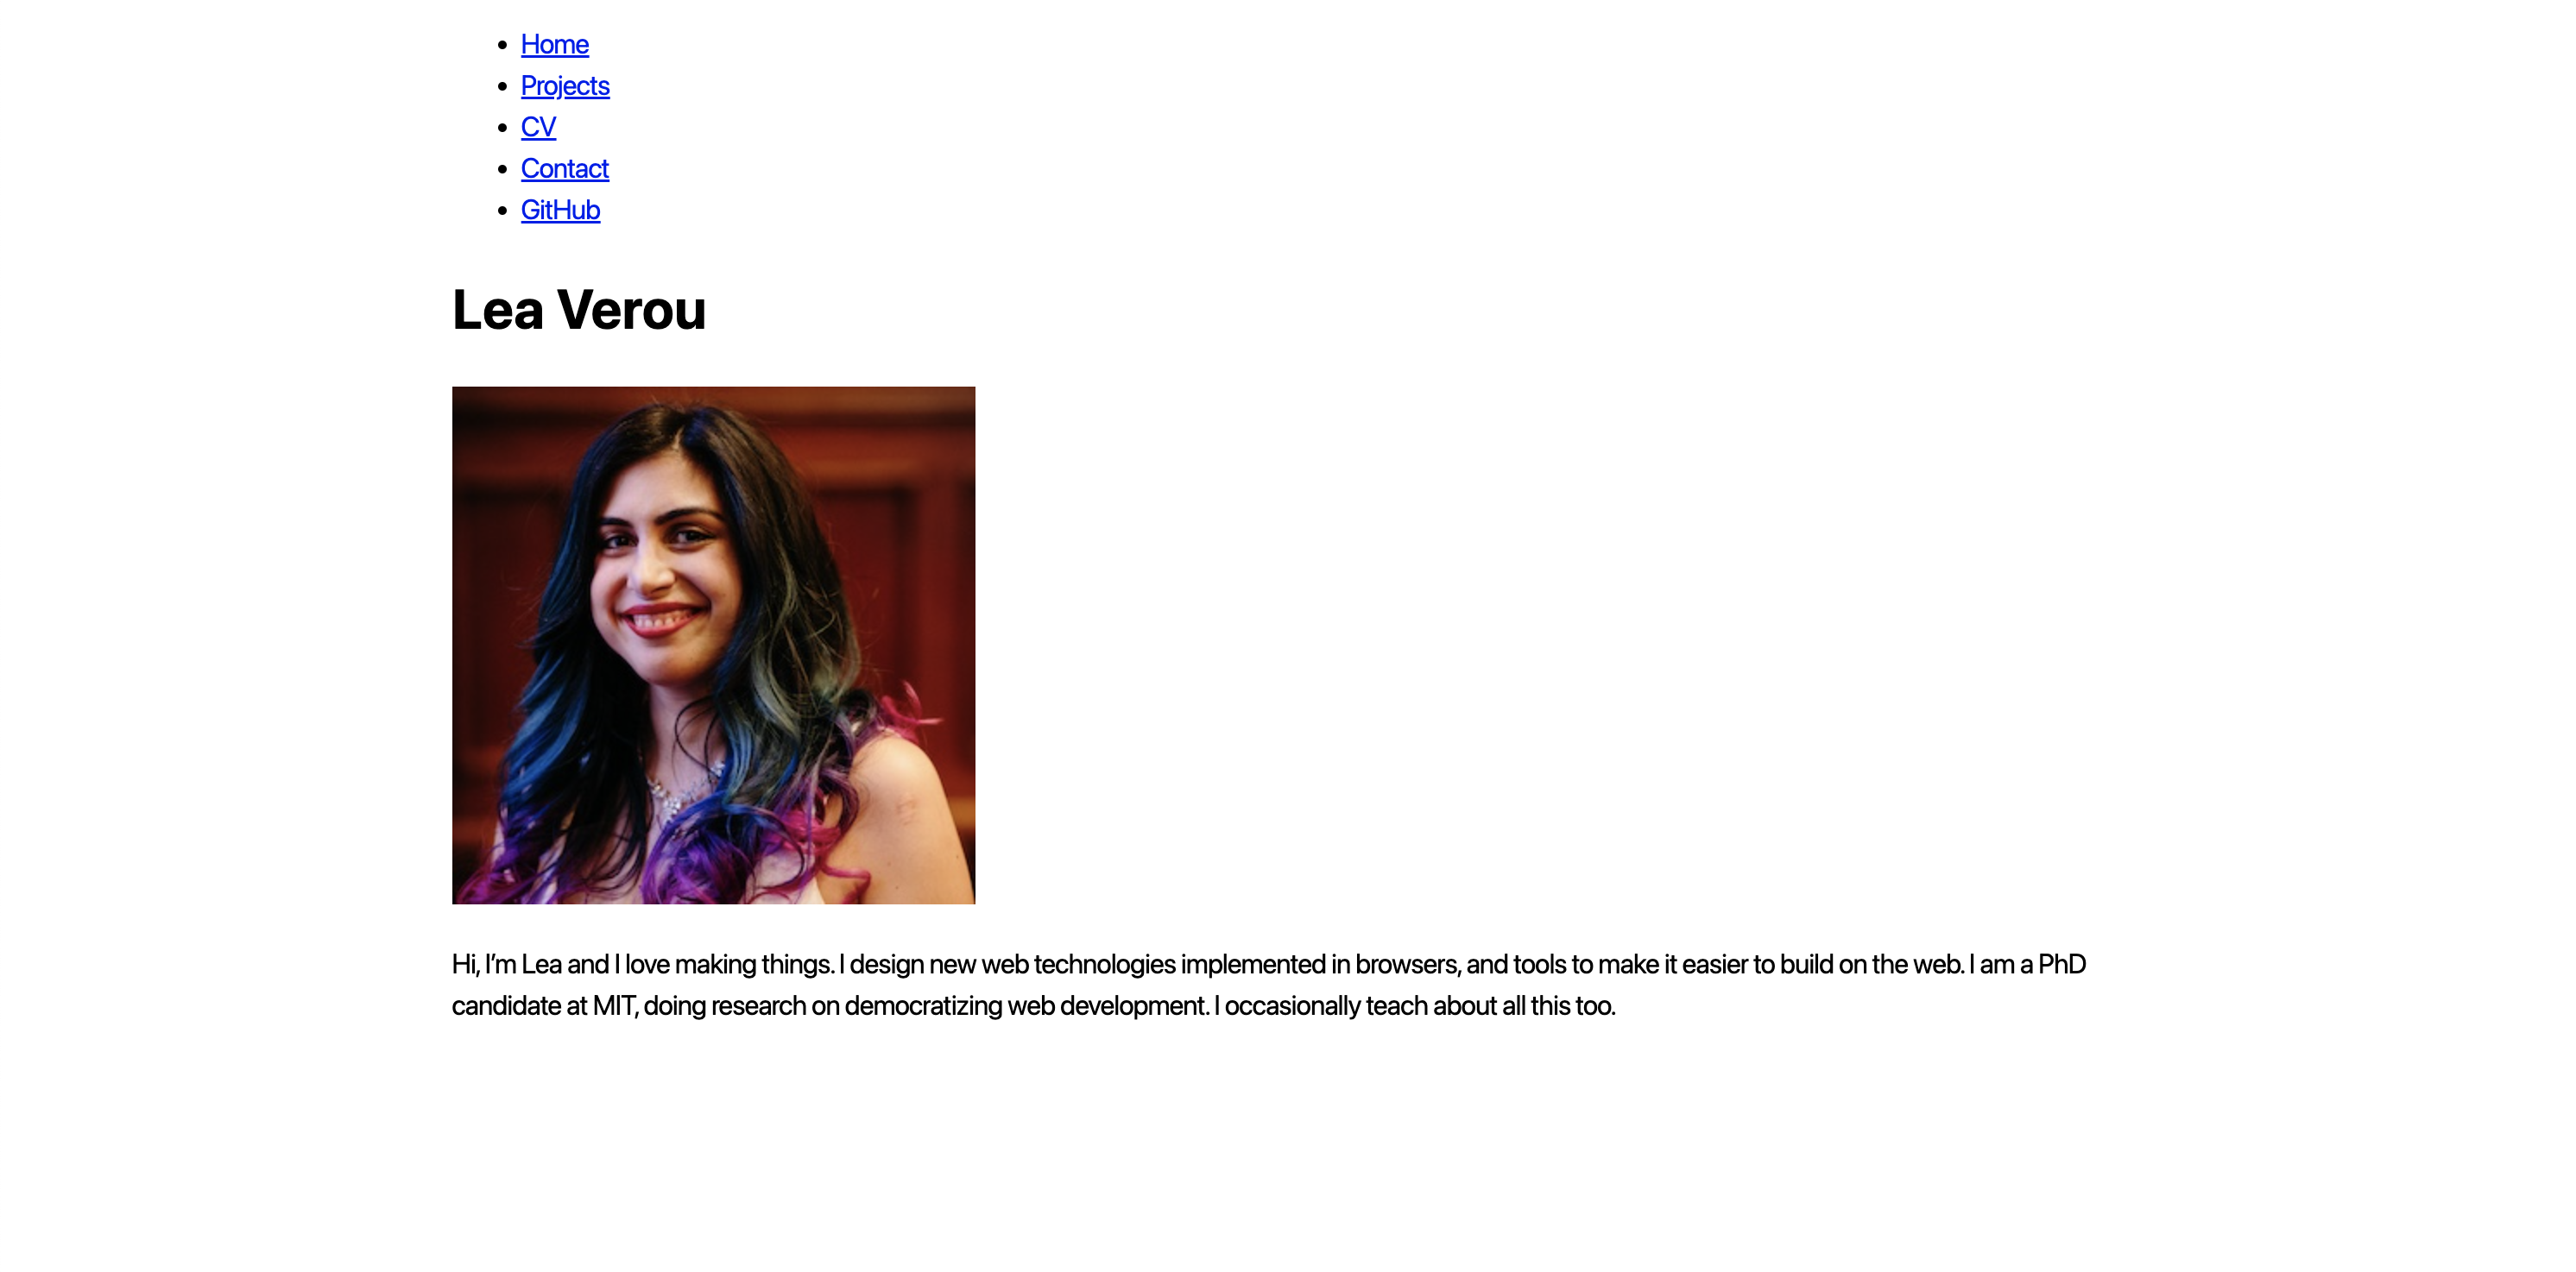 Home
Projects
CV
Contact
GitHub
Lea Verou
Hi, I’m Lea and I love making things. I design new web technologies implemented in browsers, and tools to make it easier to build on the web. I am a PhD
candidate at MIT, doing research on democratizing web development. I occasionally teach about all this too.